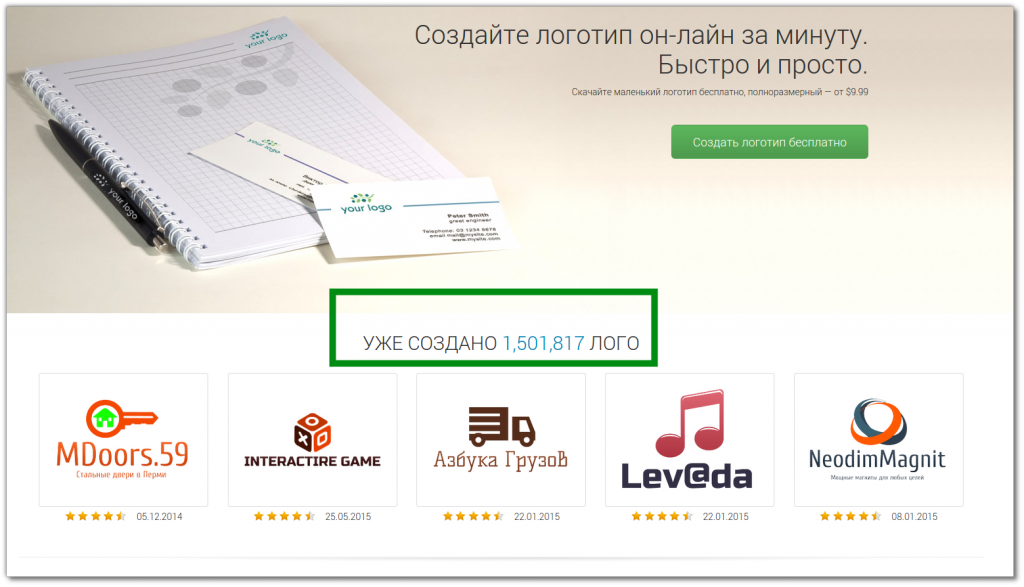 Создайте логотип он-лайн за минуту.
Быстро и просто.
Скачайте маленький логотип бесплатно, полноразмерный — от $9.99
Создать логотип бесплатно
your logo
your logo
your logo
your logo
Peter Smith
great engineer
Telephone: 03 1234 5678
email mail@mysite.com
www.mysite.com
УЖЕ СОЗДАНО 1,501,817 ЛОГО
MDoors.59
Стальные двери в Перми
05.12.2014
INTERACTIRE GAME
25.05.2015
Азбука Грузов
22.01.2015
Lev@da
22.01.2015
NeodimMagnit
Мощные магниты для любых целей
08.01.2015